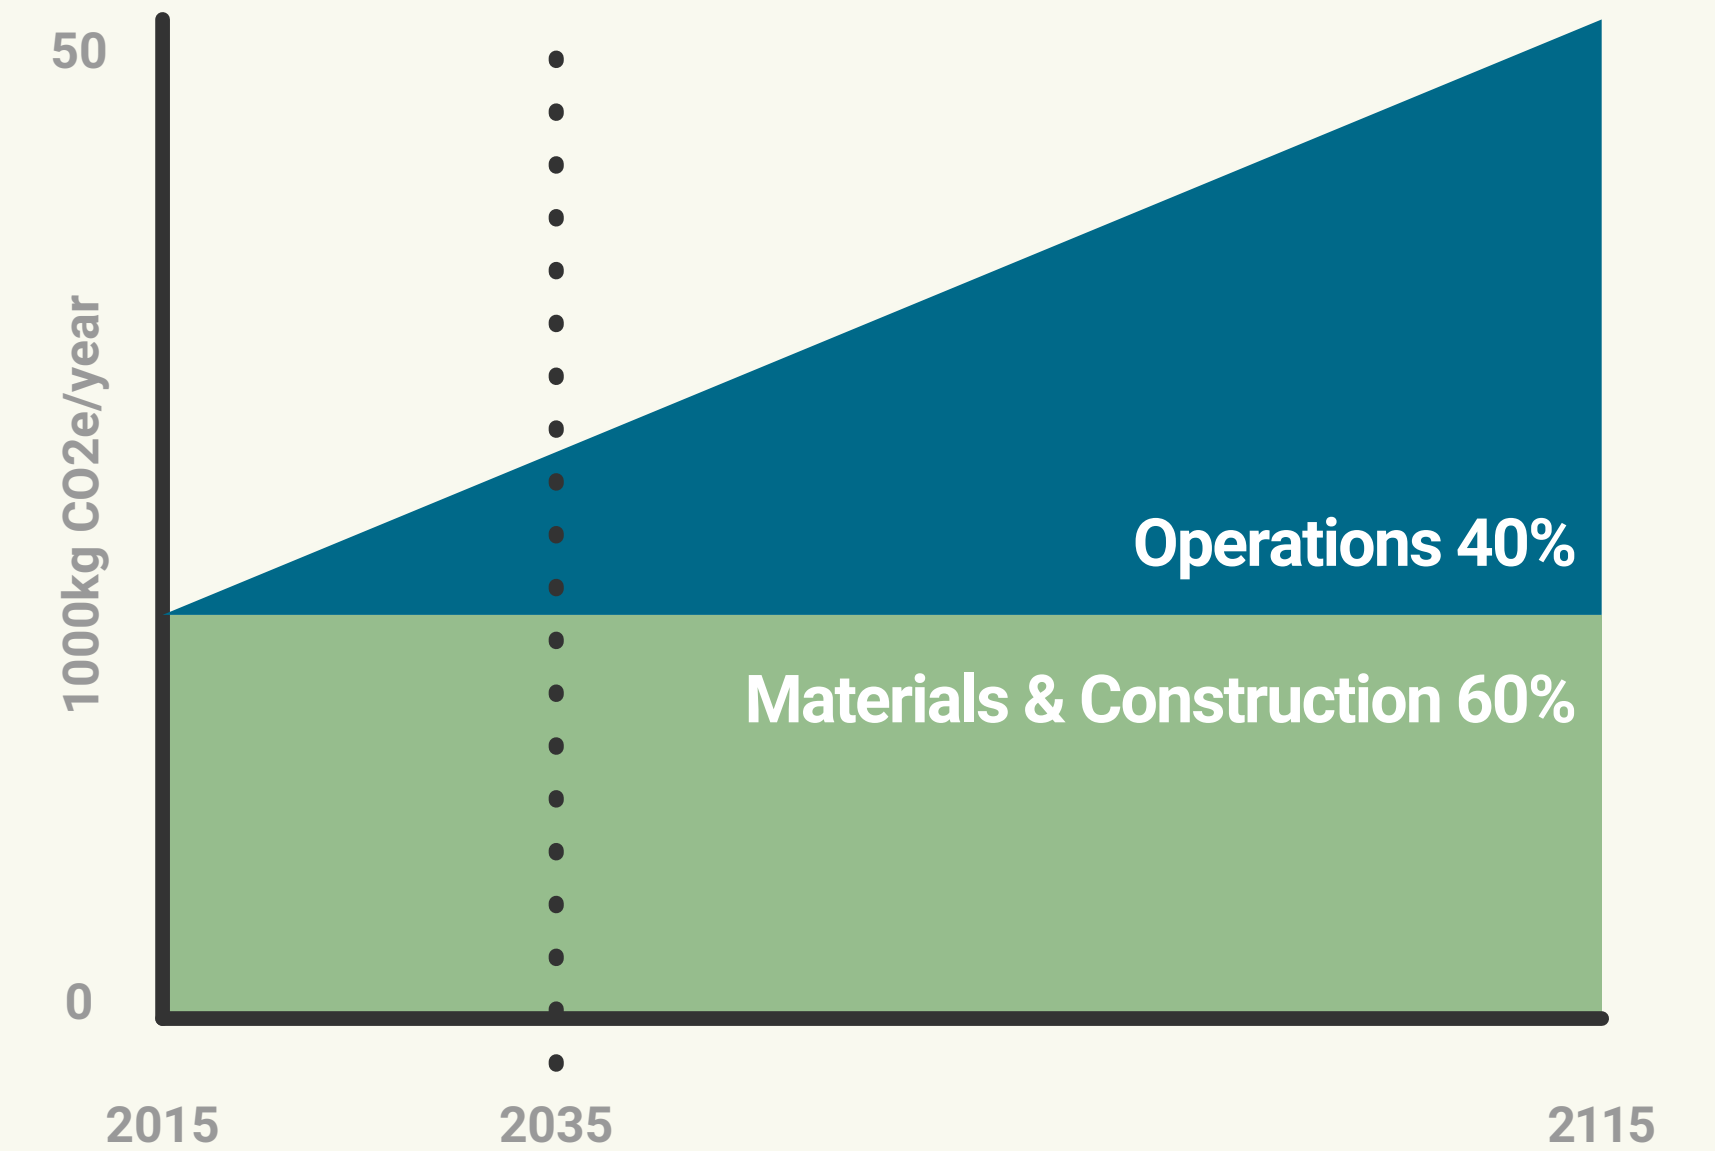 50
1000kg CO2e/year
Operations 40%
Materials & Construction 60%
0
2015
2035
2115